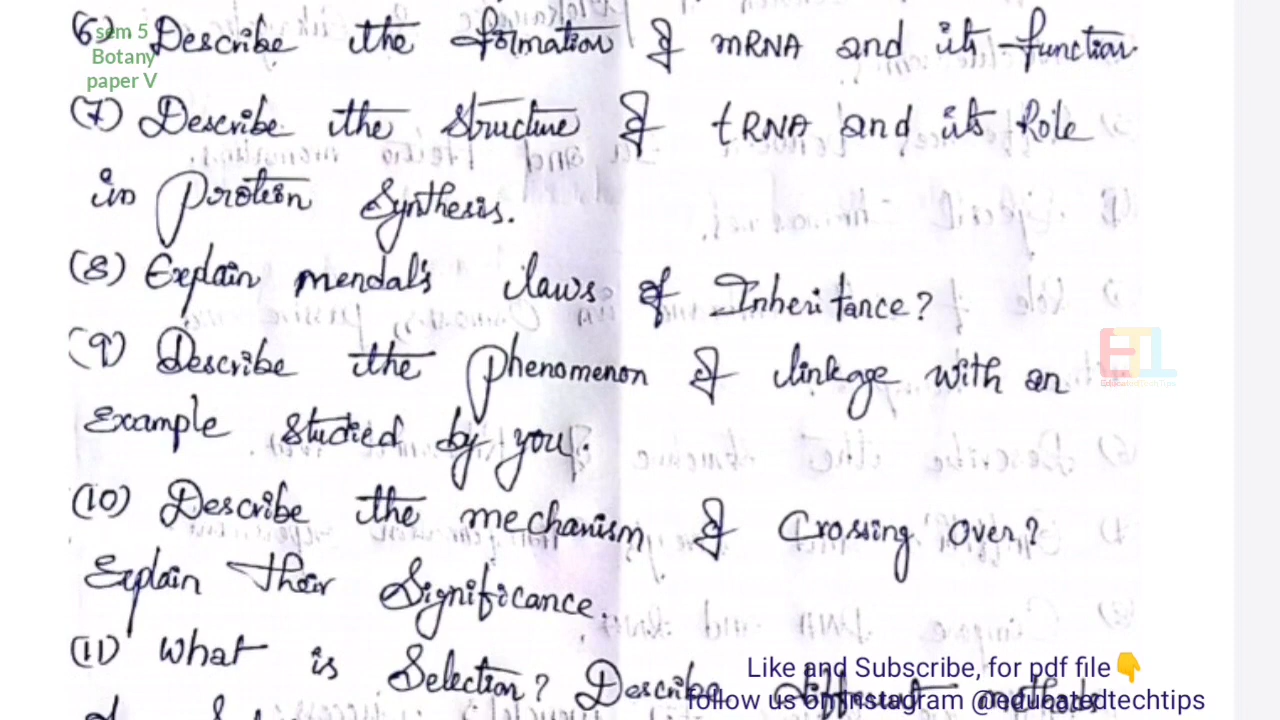 sem 5
Botany
paper V
(6) Describe the formation of mRNA and its function
(7) Describe the structure of tRNA and its Role
in Protein Synthesis.
(8) Explain mendal's laws of Inheritance?
(9) Describe the Phenomenon of linkage with an
Example studied by you.
(10) Describe the mechanism of Crossing Over?
Explain their Significance.
(11) What is Selection? Describe different methods
ETL
Like and Subscribe, for pdf file👇
follow us on Instagram @educatedtechtips